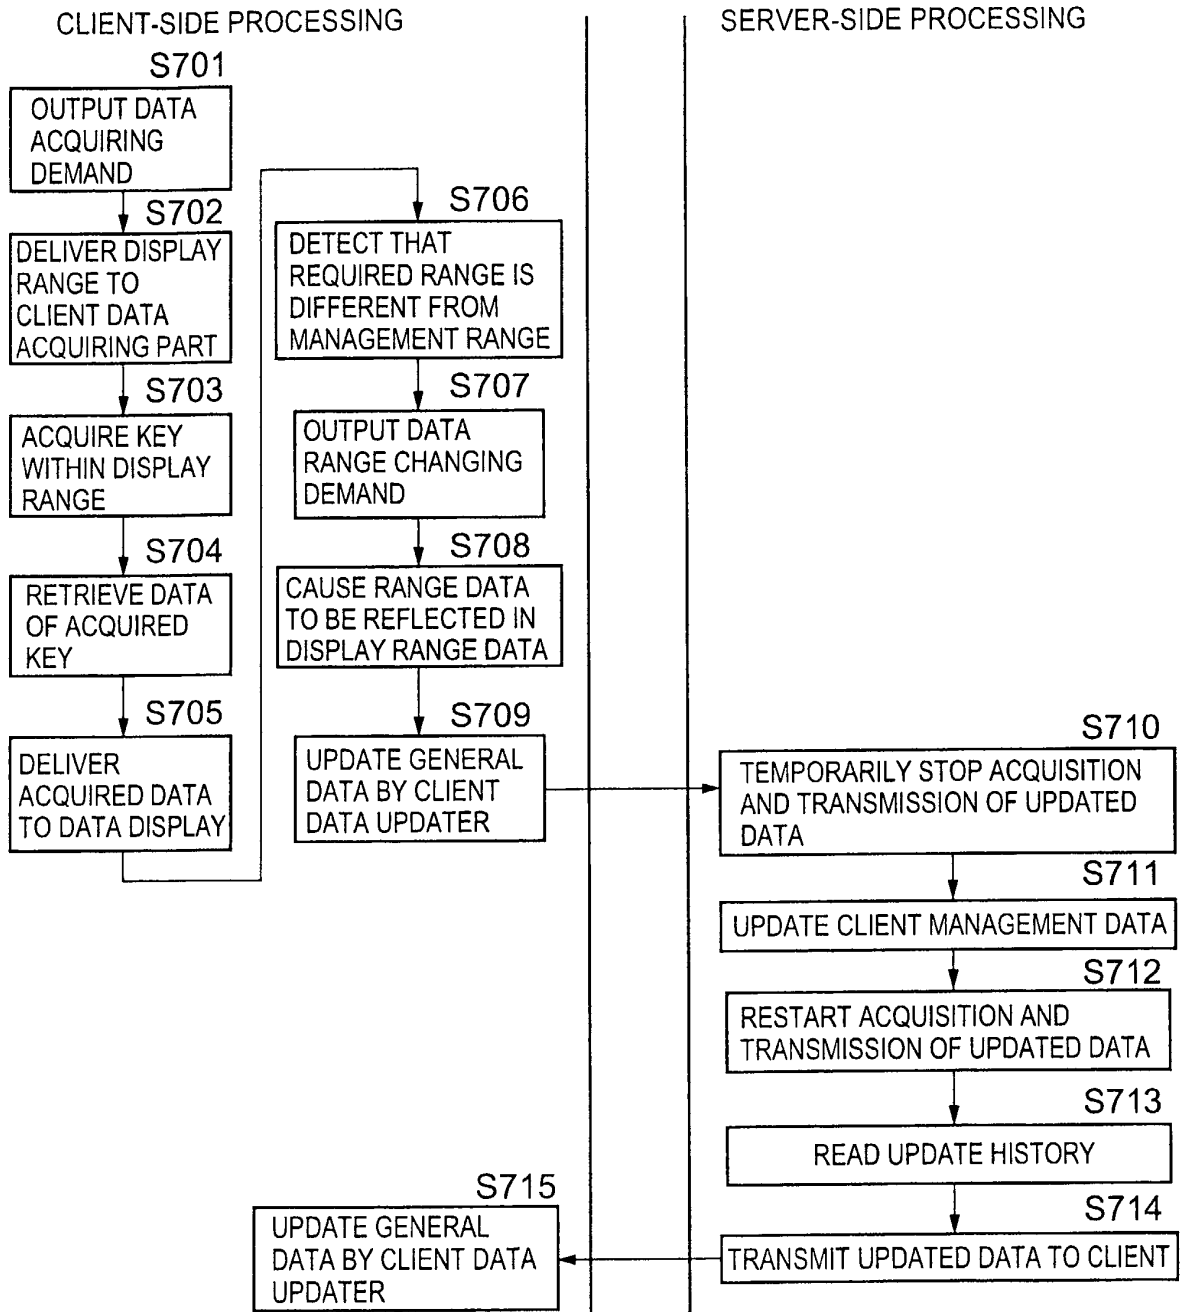 CLIENT-SIDE PROCESSING
SERVER-SIDE PROCESSING
S701
OUTPUT DATA
ACQUIRING
DEMAND
S702
DELIVER DISPLAY
RANGE TO
CLIENT DATA
ACQUIRING PART
S703
ACQUIRE KEY
WITHIN DISPLAY
RANGE
S704
RETRIEVE DATA
OF ACQUIRED
KEY
S705
DELIVER
ACQUIRED DATA
TO DATA DISPLAY
S706
DETECT THAT
REQUIRED RANGE IS
DIFFERENT FROM
MANAGEMENT RANGE
S707
OUTPUT DATA
RANGE CHANGING
DEMAND
S708
CAUSE RANGE DATA
TO BE REFLECTED IN
DISPLAY RANGE DATA
S709
UPDATE GENERAL
DATA BY CLIENT
DATA UPDATER
S710
TEMPORARILY STOP ACQUISITION
AND TRANSMISSION OF UPDATED
DATA
S711
UPDATE CLIENT MANAGEMENT DATA
S712
RESTART ACQUISITION AND
TRANSMISSION OF UPDATED DATA
S713
READ UPDATE HISTORY
S714
TRANSMIT UPDATED DATA TO CLIENT
S715
UPDATE GENERAL
DATA BY CLIENT DATA
UPDATER